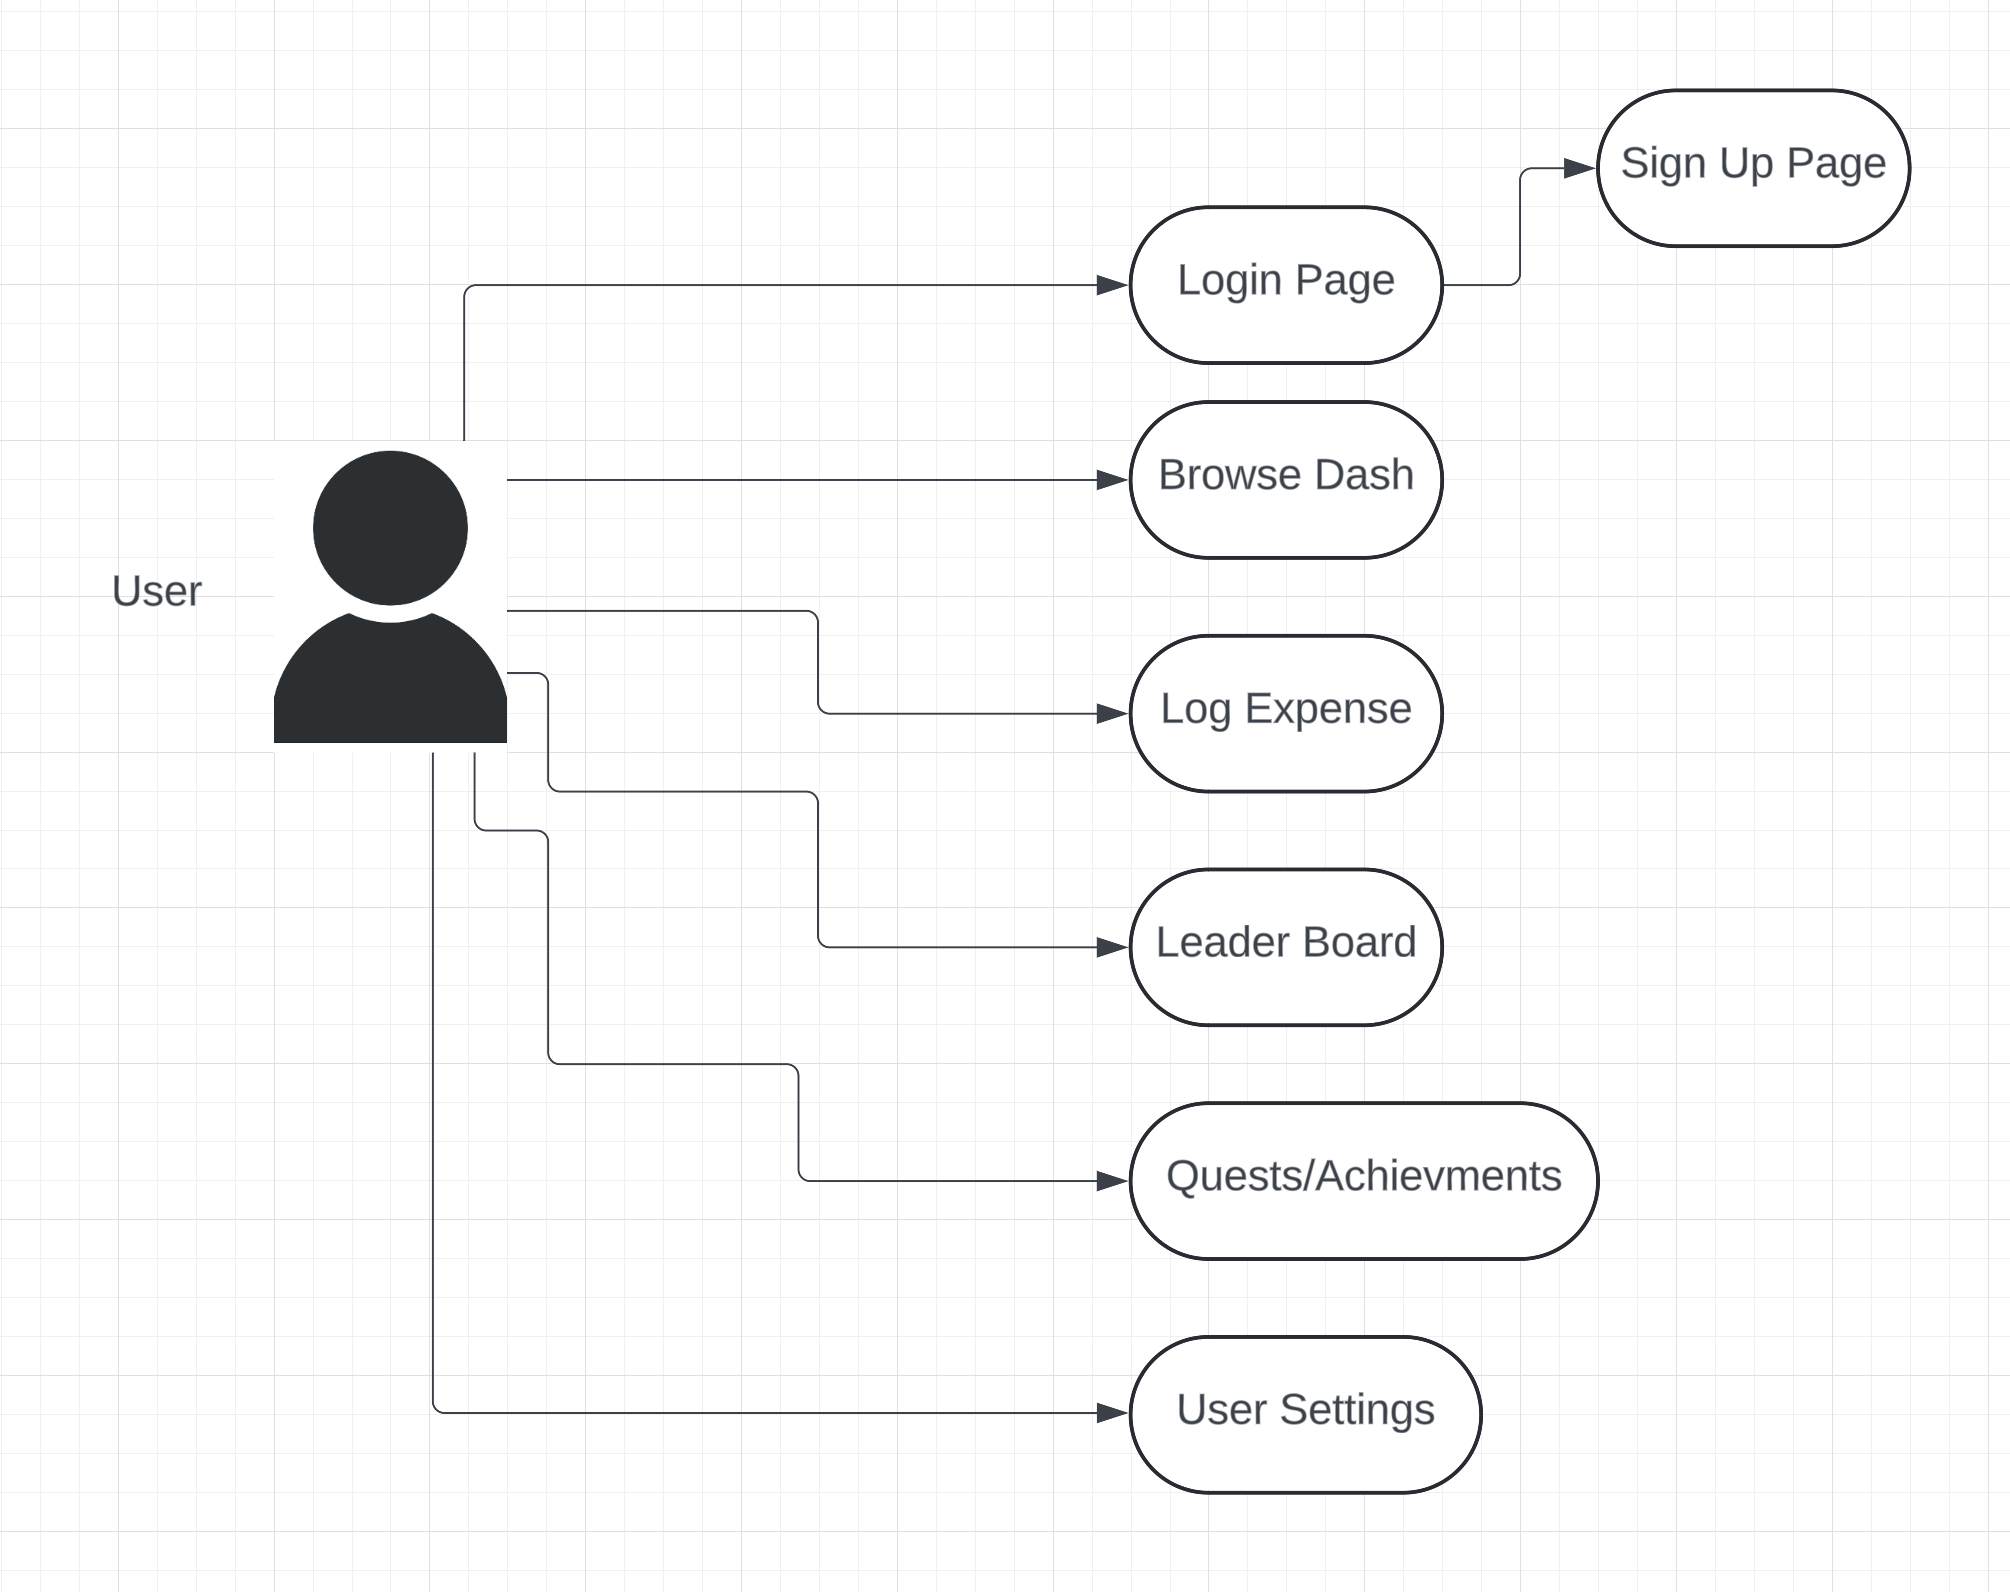 Sign Up Page
Login Page
Browse Dash
User
Log Expense
Leader Board
Quests/Achievments
User Settings